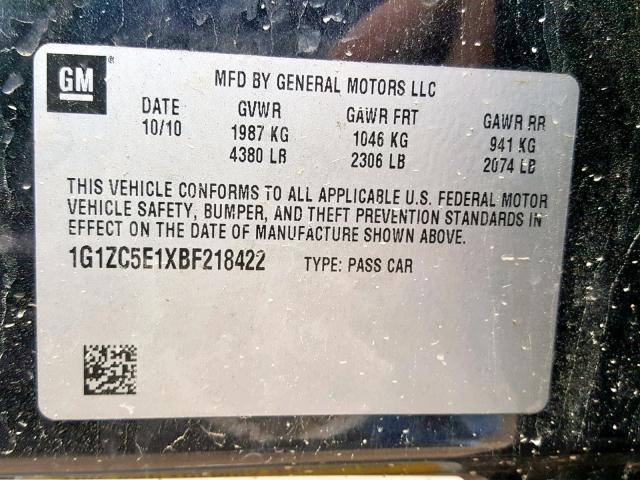 GM®
MFD BY GENERAL MOTORS LLC
DATE GVWR GAWR FRT GAWR RR
10/10 1987 KG 1046 KG 941 KG
4380 LB 2306 LB 2074 LB
THIS VEHICLE CONFORMS TO ALL APPLICABLE U.S. FEDERAL MOTOR
VEHICLE SAFETY, BUMPER, AND THEFT PREVENTION STANDARDS IN
EFFECT ON THE DATE OF MANUFACTURE SHOWN ABOVE.
1G1ZC5E1XBF218422 TYPE: PASS CAR